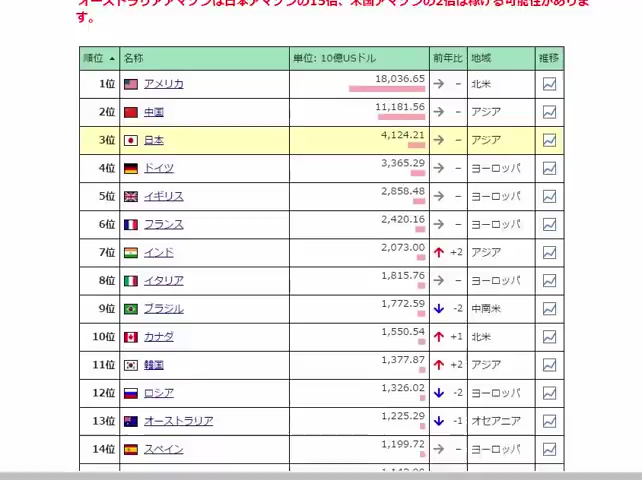 オーストラリアアマゾンは日本アマゾンの15倍、米国アマゾンの2倍は稼げる可能性がありま
す。
順位 ▲ 名称 単位: 10億USドル 前年比 地域 推移
1位 アメリカ 18,036.65 - 北米
2位 中国 11,181.56 - アジア
3位 日本 4,124.21 - アジア
4位 ドイツ 3,365.29 - ヨーロッパ
5位 イギリス 2,858.48 - ヨーロッパ
6位 フランス 2,420.16 - ヨーロッパ
7位 インド 2,073.00 +2 アジア
8位 イタリア 1,815.76 - ヨーロッパ
9位 ブラジル 1,772.59 -2 中南米
10位 カナダ 1,550.54 +1 北米
11位 韓国 1,377.87 +2 アジア
12位 ロシア 1,326.02 -2 ヨーロッパ
13位 オーストラリア 1,225.29 -1 オセアニア
14位 スペイン 1,199.72 - ヨーロッパ